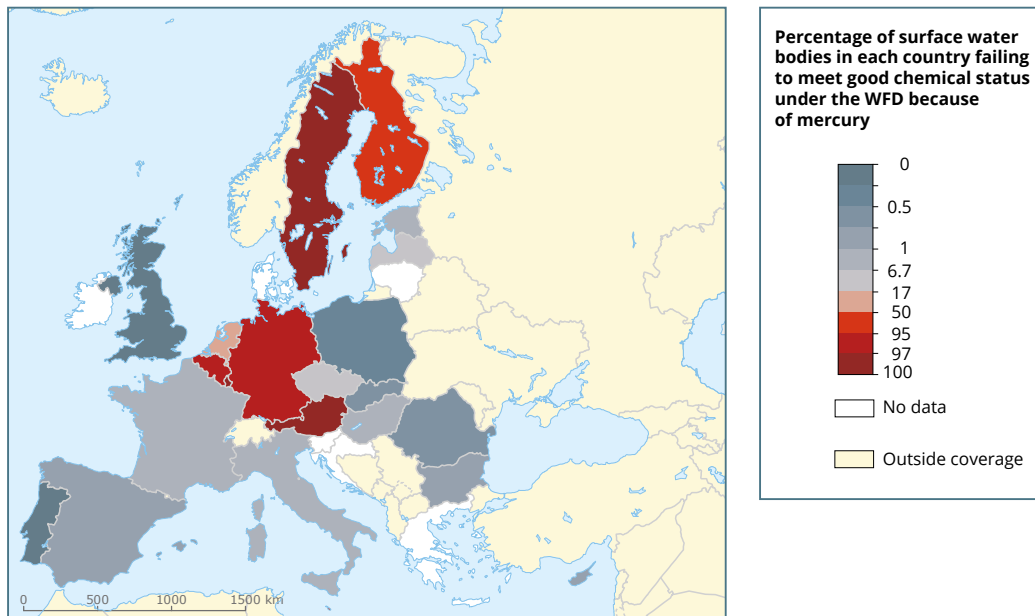 Percentage of surface water
bodies in each country failing
to meet good chemical status
under the WFD because
of mercury
0
0.5
1
6.7
17
50
95
97
100
No data
Outside coverage
0 500 1000 1500 km